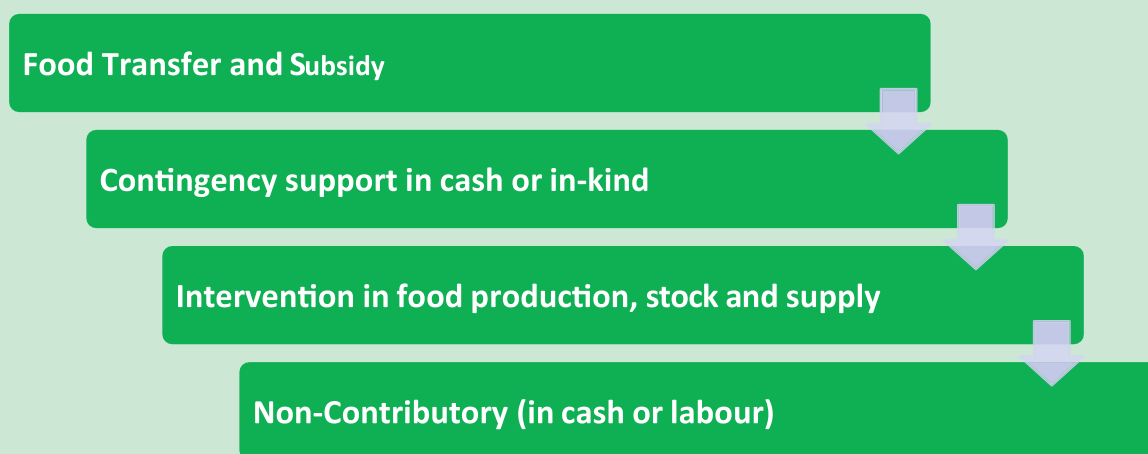 Food Transfer and Subsidy
Contingency support in cash or in-kind
Intervention in food production, stock and supply
Non-Contributory (in cash or labour)